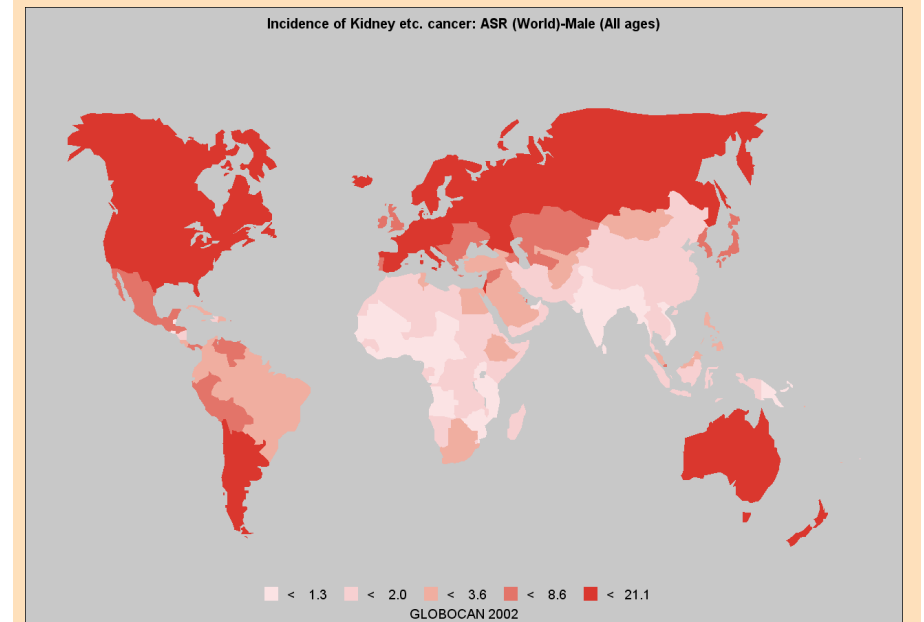 Incidence of Kidney etc. cancer: ASR (World)-Male (All ages)
< 1.3 < 2.0 < 3.6 < 8.6 < 21.1
GLOBOCAN 2002